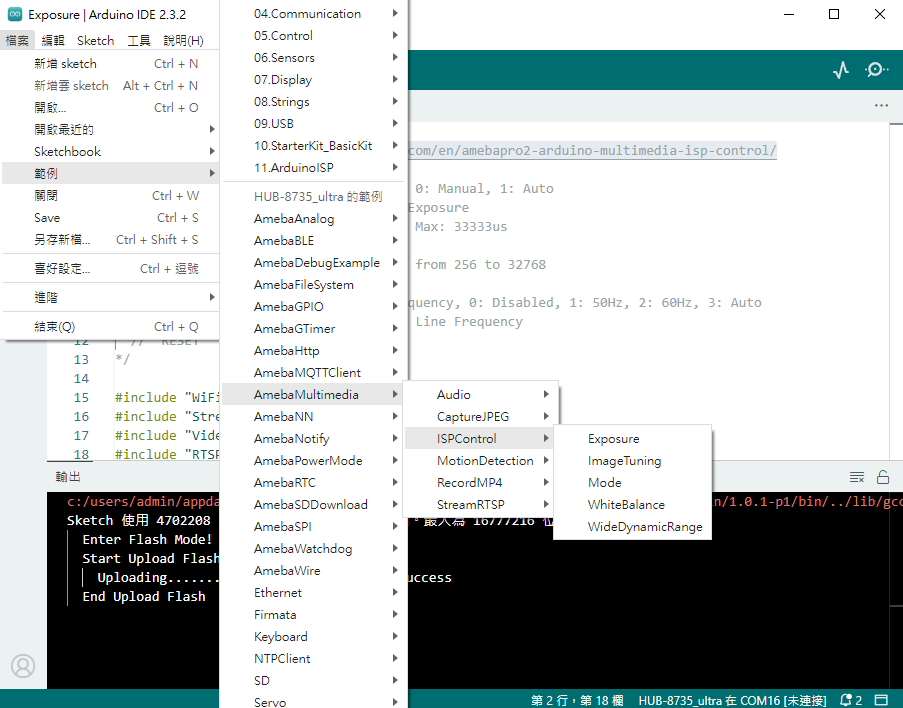 Exposure | Arduino IDE 2.3.2
檔案 編輯 Sketch 工具 說明(H)
新增 sketch Ctrl + N
新增雲 sketch Alt + Ctrl + N
開啟... Ctrl + O
開啟最近的
Sketchbook
範例
關閉 Ctrl + W
Save Ctrl + S
另存新檔... Ctrl + Shift + S
喜好設定... Ctrl + 逗號
進階
結束(Q) Ctrl + Q
04.Communication
05.Control
06.Sensors
07.Display
08.Strings
09.USB
10.StarterKit_BasicKit
11.ArduinoISP
HUB-8735_ultra 的範例
AmebaAnalog
AmebaBLE
AmebaDebugExample
AmebaFileSystem
AmebaGPIO
AmebaGTimer
AmebaHttp
AmebaMQTTClient
AmebaMultimedia
AmebaNN
AmebaNotify
AmebaPowerMode
AmebaRTC
AmebaSDDownload
AmebaSPI
AmebaWatchdog
AmebaWire
Ethernet
Firmata
Keyboard
NTPClient
SD
Servo
Audio
CaptureJPEG
ISPControl
MotionDetection
RecordMP4
StreamRTSP
Exposure
ImageTuning
Mode
WhiteBalance
WideDynamicRange
com/en/amebapro2-arduino-multimedia-isp-control/
0: Manual, 1: Auto
Exposure
Max: 33333us
from 256 to 32768
quency, 0: Disabled, 1: 50Hz, 2: 60Hz, 3: Auto
Line Frequency
12 // RESET
13 */
14
15 #include "WiFi
16 #include "Stre
17 #include "Vide
18 #include "RTSP
輸出
c:/users/admin/appda n/1.0.1-p1/bin/../lib/gcc
Sketch 使用 4702208 。最大為 16777216 位
Enter Flash Mode!
Start Upload Flash
Uploading....... uccess
End Upload Flash
第 2 行，第 18 欄 HUB-8735_ultra 在 COM16 [未連接] 2